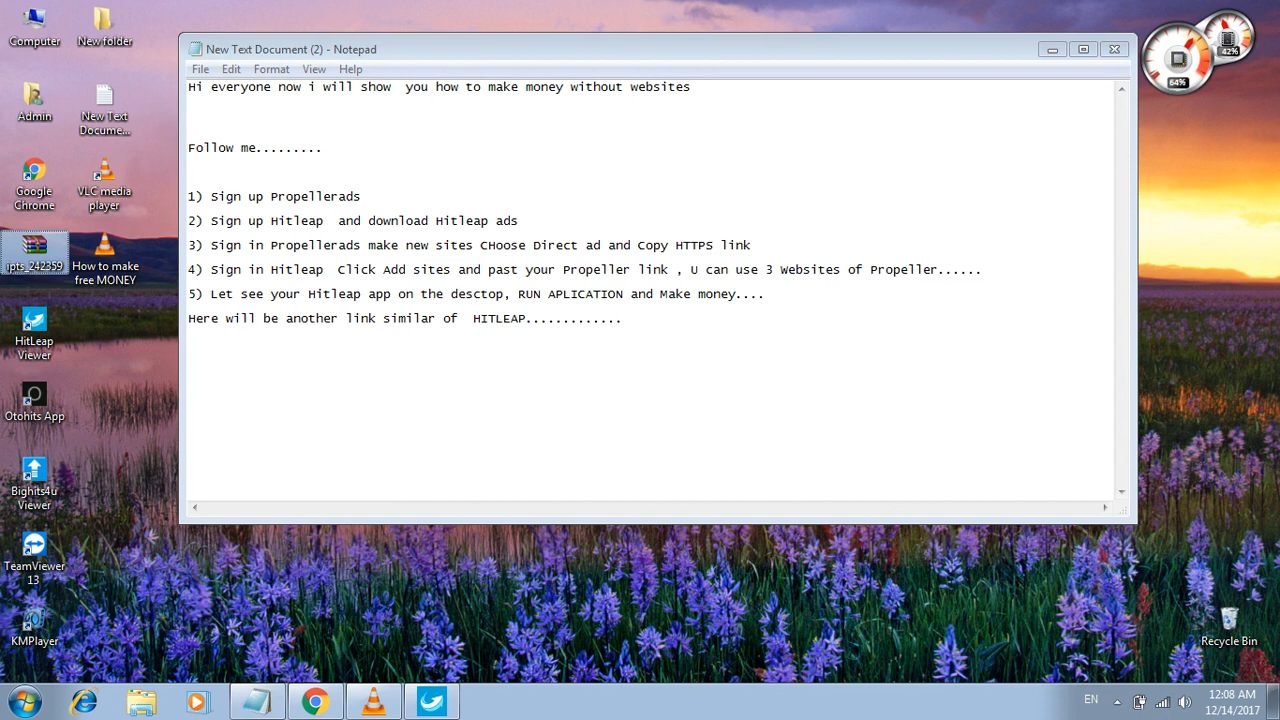 Computer
New folder
Admin
New Text
Docume...
Google
Chrome
VLC media
player
ipts_242359
How to make
free MONEY
HitLeap
Viewer
Otohits App
Bighits4u
Viewer
TeamViewer
13
KMPlayer
New Text Document (2) - Notepad
File Edit Format View Help
Hi everyone now i will show  you how to make money without websites
Follow me.........
1) Sign up Propellerads
2) Sign up Hitleap  and download Hitleap ads
3) Sign in Propellerads make new sites CHoose Direct ad and Copy HTTPS link
4) Sign in Hitleap  Click Add sites and past your Propeller link , U can use 3 Websites of Propeller......
5) Let see your Hitleap app on the desctop, RUN APLICATION and Make money....
Here will be another link similar of  HITLEAP.............
64%
42%
Recycle Bin
EN
12:08 AM
12/14/2017